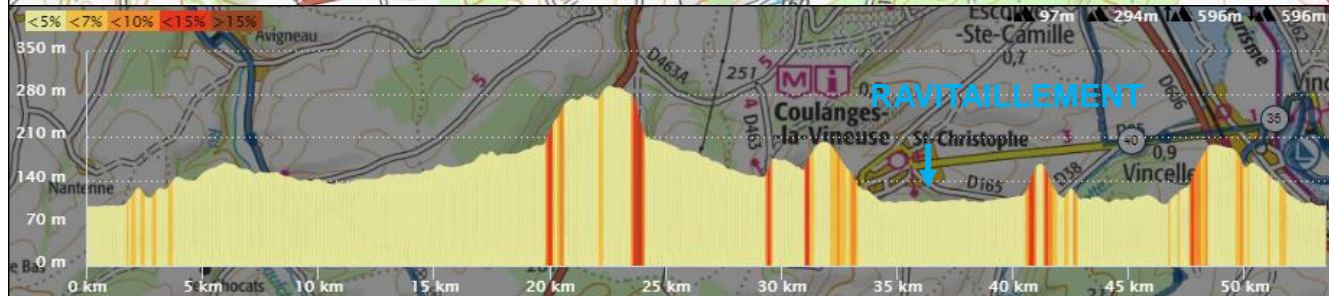 <5% <7% <10% <15% >15%
97m 294m 596m 596m
-Ste-Camille
0,7
Avigneau
350 m
280 m
210 m
140 m
70 m
0 m
D463A
251
5
5
M i
RAVITAILLEMENT
Coulanges-
la-Vineuse
St-Christophe
4 D463
3
D606
40
35
0,9
Vincelle
D165
D38
Nantenne
Ru
0 km
5 km
10 km
15 km
20 km
25 km
30 km
35 km
40 km
45 km
50 km